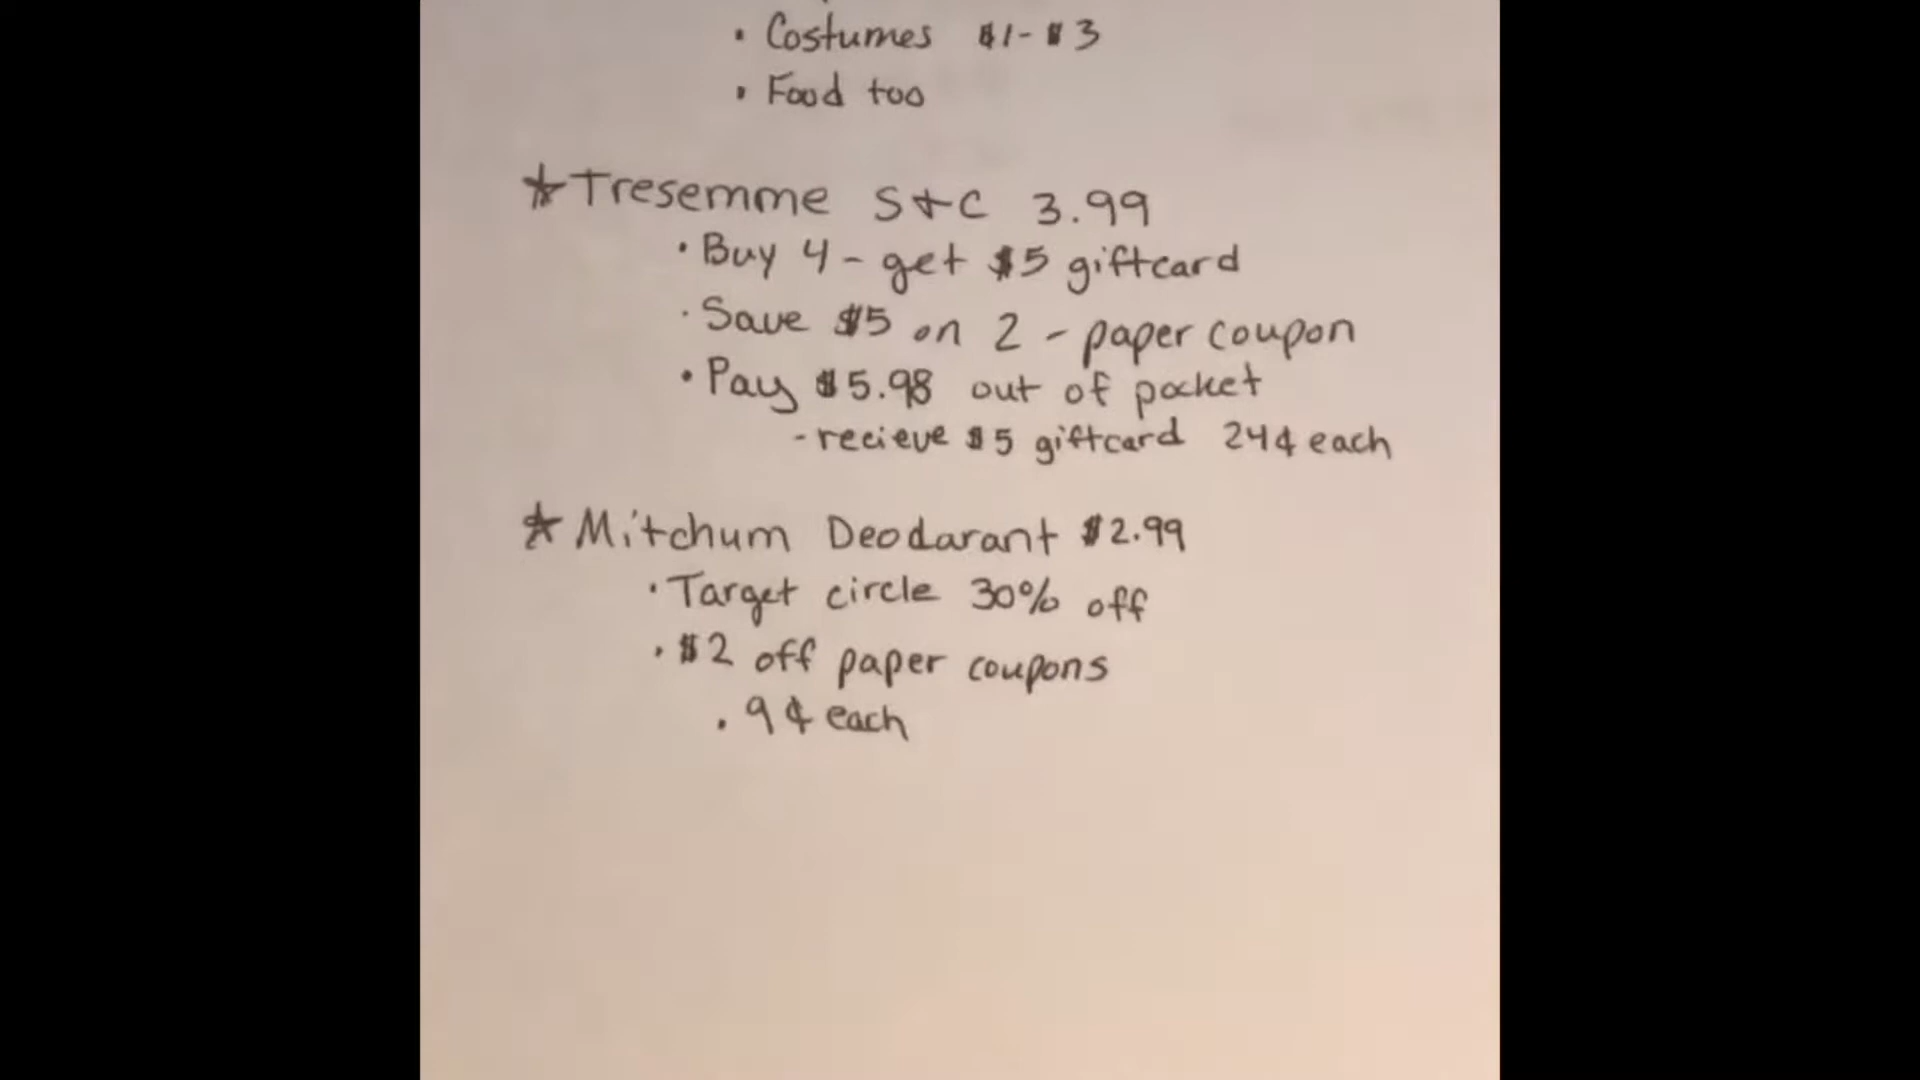 • Costumes $1-$3
• Food too
☆Tresemme S+C 3.99
• Buy 4 - get $5 giftcard
• Save $5 on 2 - paper coupon
• Pay $5.98 out of pocket
- recieve $5 giftcard 24¢ each
☆ Mitchum Deodarant $2.99
• Target circle 30% off
• $2 off paper coupons
• 9¢ each